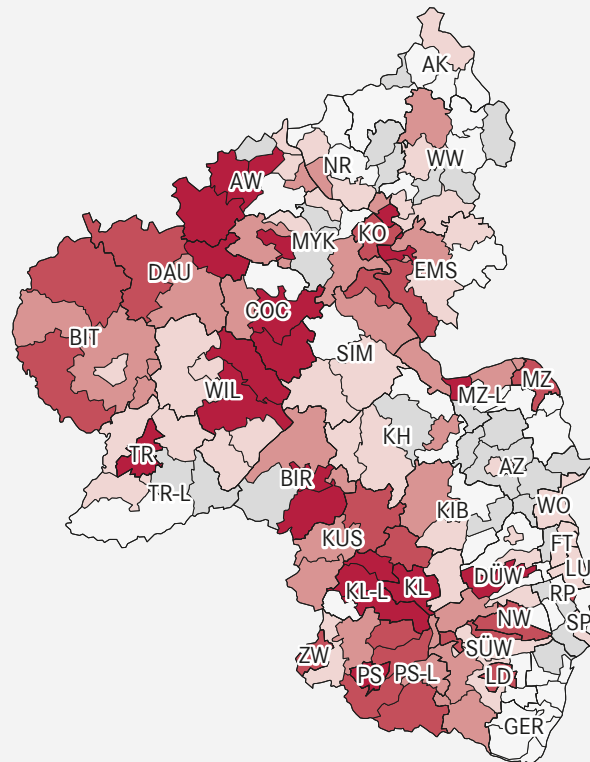 AK
WW
NR
AW
KO
MYK
EMS
DAU
COC
BIT
SIM
WIL
MZ
MZ-L
KH
TR
AZ
BIR
TR-L
WO
KIB
KUS
FT
LU
DÜW
KL-L
KL
RP
NW
SP
SÜW
ZW
PS
PS-L
LD
GER